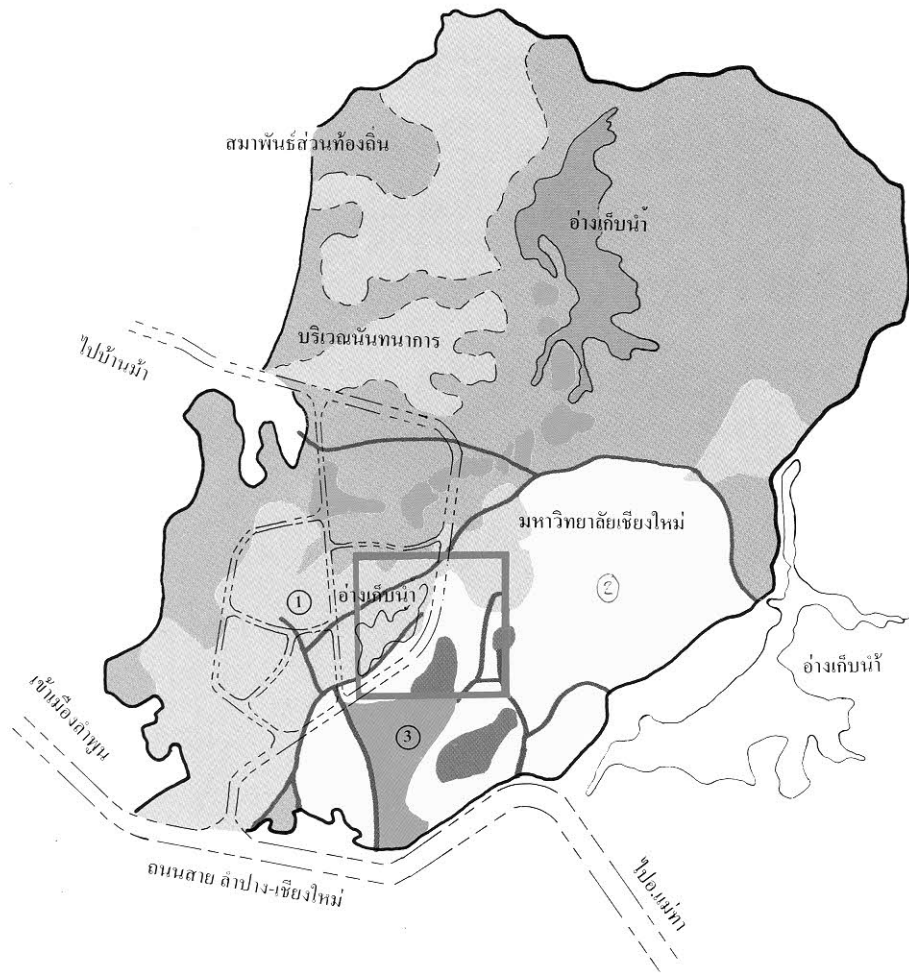 สมาพันธ์ส่วนท้องถิ่น
อ่างเก็บนำ้
บริเวณนันทนาการ
ไปบ้านม้า
มหาวิทยาลัยเชียงใหม่
②
อ่างเก็บนำ้
①
อ่างเก็บนำ้
เข้าเมืองลำพูน
③
ถนนสาย ลำปาง-เชียงใหม่
ไปอ.แม่ทา